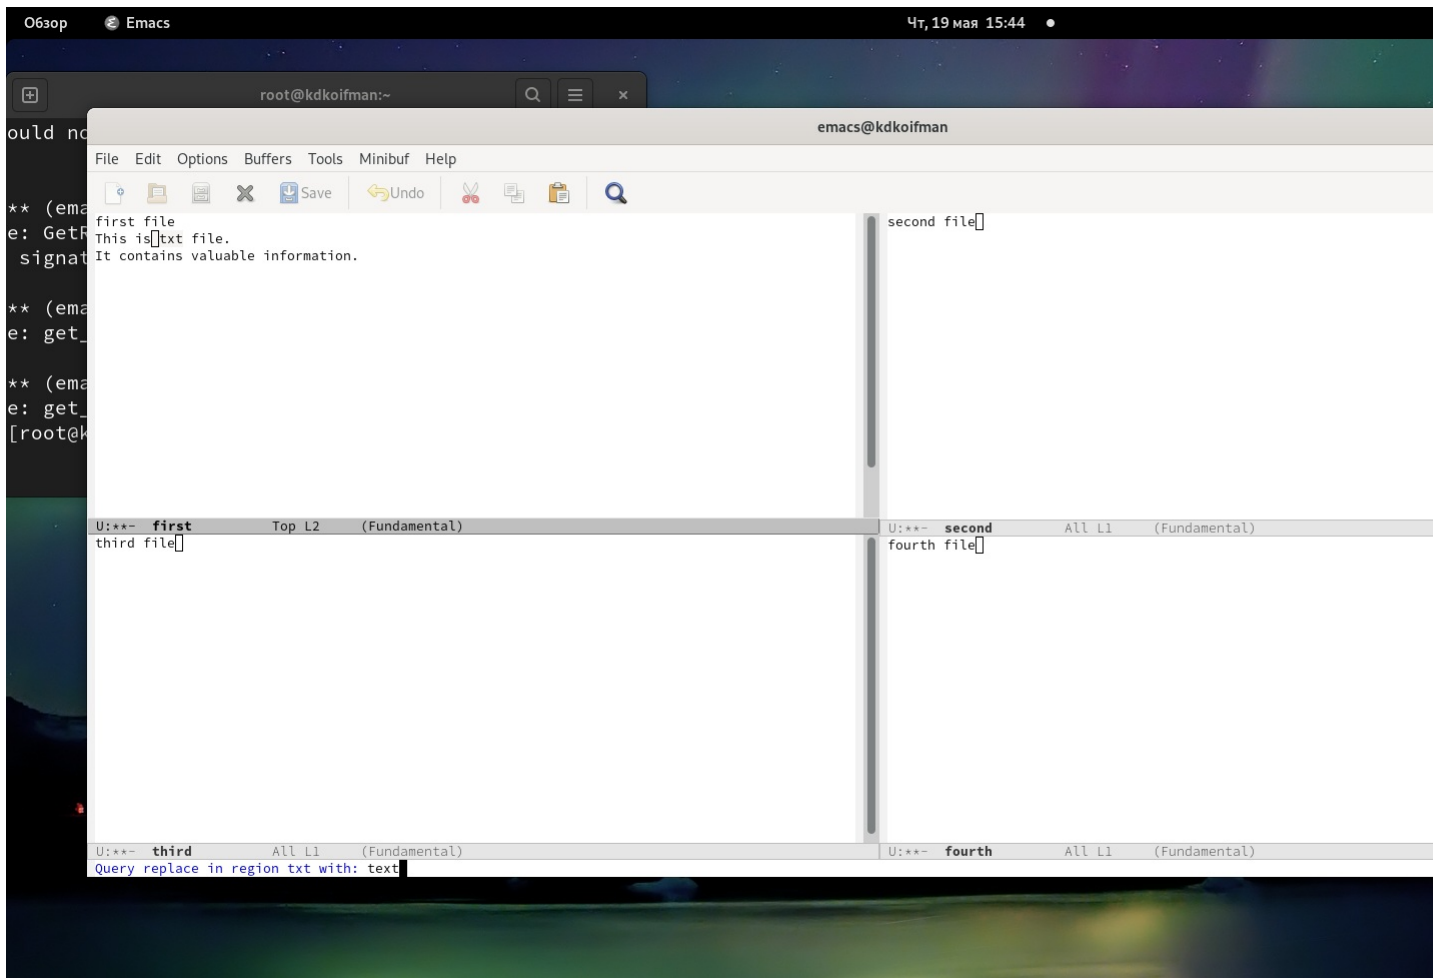 Обзор Emacs Чт, 19 мая 15:44
root@kdkoifman:~
ould nc
** (ema
e: GetR
signat
** (ema
e: get_
** (ema
e: get_
[root@k
emacs@kdkoifman
File Edit Options Buffers Tools Minibuf Help
Save Undo
first file
This is txt file.
It contains valuable information.
U:**- first Top L2 (Fundamental)
second file
U:**- second All L1 (Fundamental)
third file
U:**- third All L1 (Fundamental)
fourth file
U:**- fourth All L1 (Fundamental)
Query replace in region txt with: text